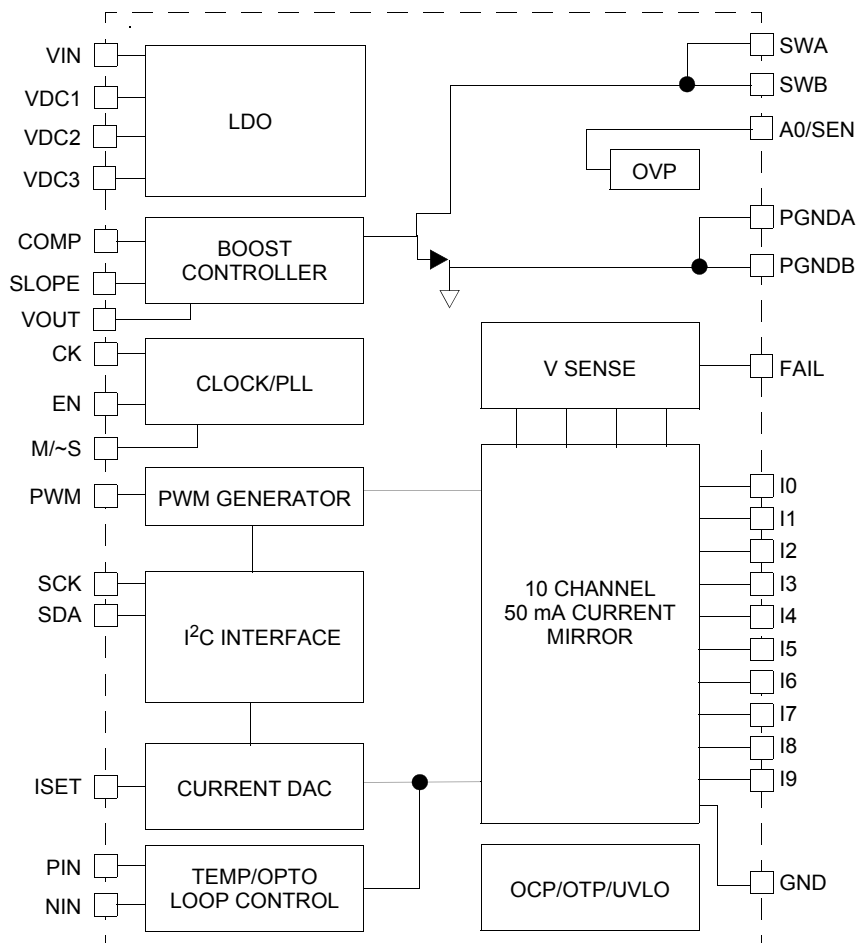 VIN
VDC1
VDC2
VDC3
LDO
SWA
SWB
A0/SEN
OVP
PGNDA
PGNDB
COMP
SLOPE
VOUT
BOOST
CONTROLLER
CK
EN
M/~S
CLOCK/PLL
V SENSE
FAIL
PWM
PWM GENERATOR
SCK
SDA
I²C INTERFACE
10 CHANNEL
50 mA CURRENT
MIRROR
I0
I1
I2
I3
I4
I5
I6
I7
I8
I9
ISET
CURRENT DAC
PIN
NIN
TEMP/OPTO
LOOP CONTROL
OCP/OTP/UVLO
GND